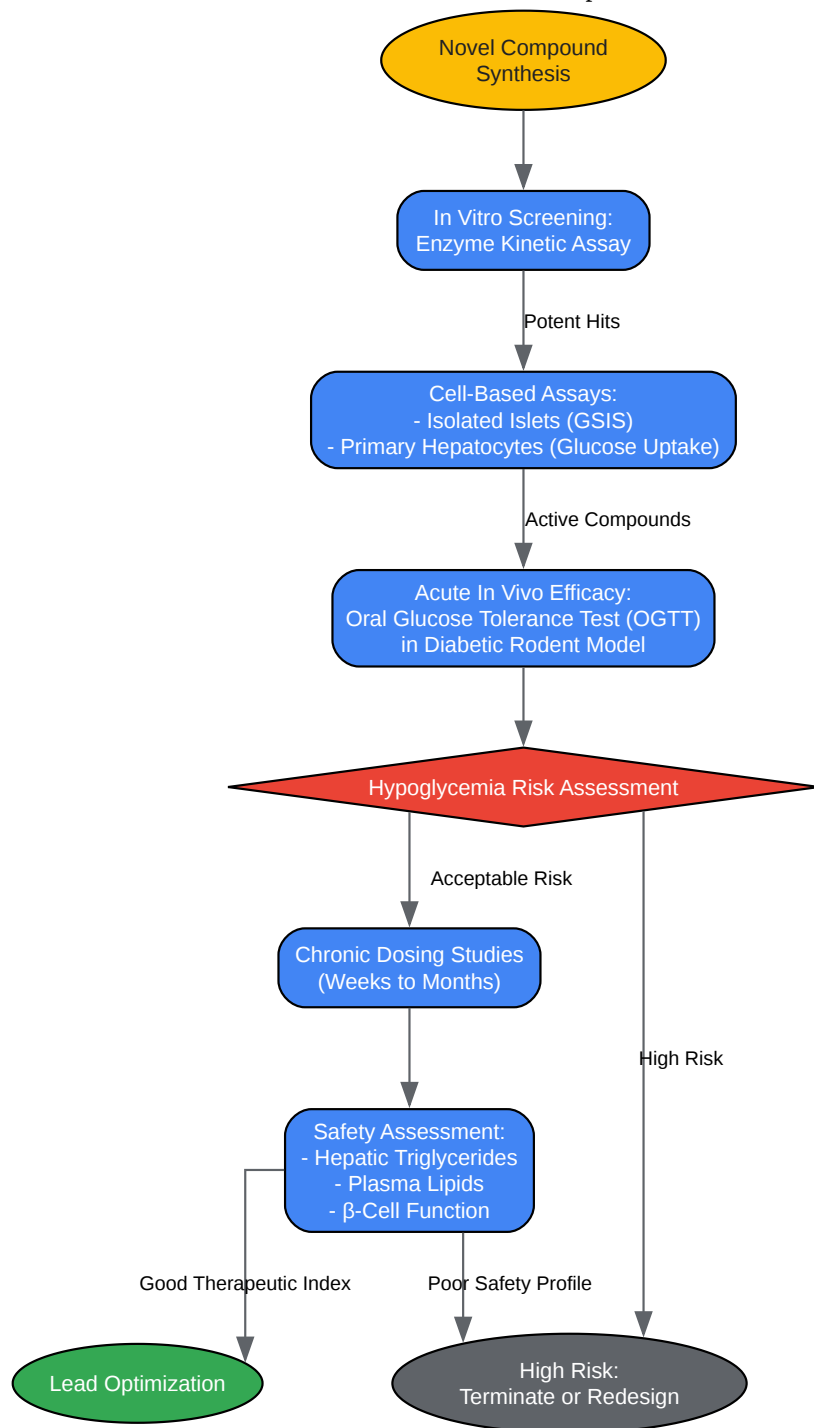 Novel Compound
Synthesis
In Vitro Screening:
Enzyme Kinetic Assay
Potent Hits
Cell-Based Assays:
- Isolated Islets (GSIS)
- Primary Hepatocytes (Glucose Uptake)
Active Compounds
Acute In Vivo Efficacy:
Oral Glucose Tolerance Test (OGTT)
in Diabetic Rodent Model
Hypoglycemia Risk Assessment
Acceptable Risk
Chronic Dosing Studies
(Weeks to Months)
High Risk
Safety Assessment:
- Hepatic Triglycerides
- Plasma Lipids
- β-Cell Function
Good Therapeutic Index
Poor Safety Profile
Lead Optimization
High Risk:
Terminate or Redesign